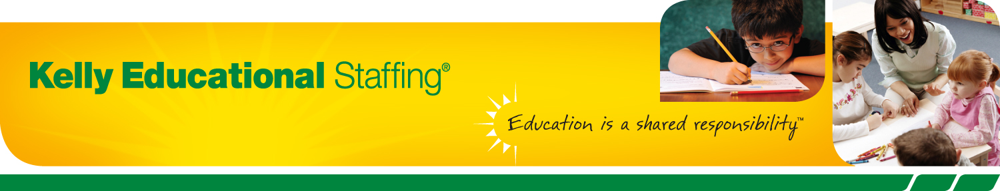 Kelly Educational Staffing®
Education is a shared responsibility™